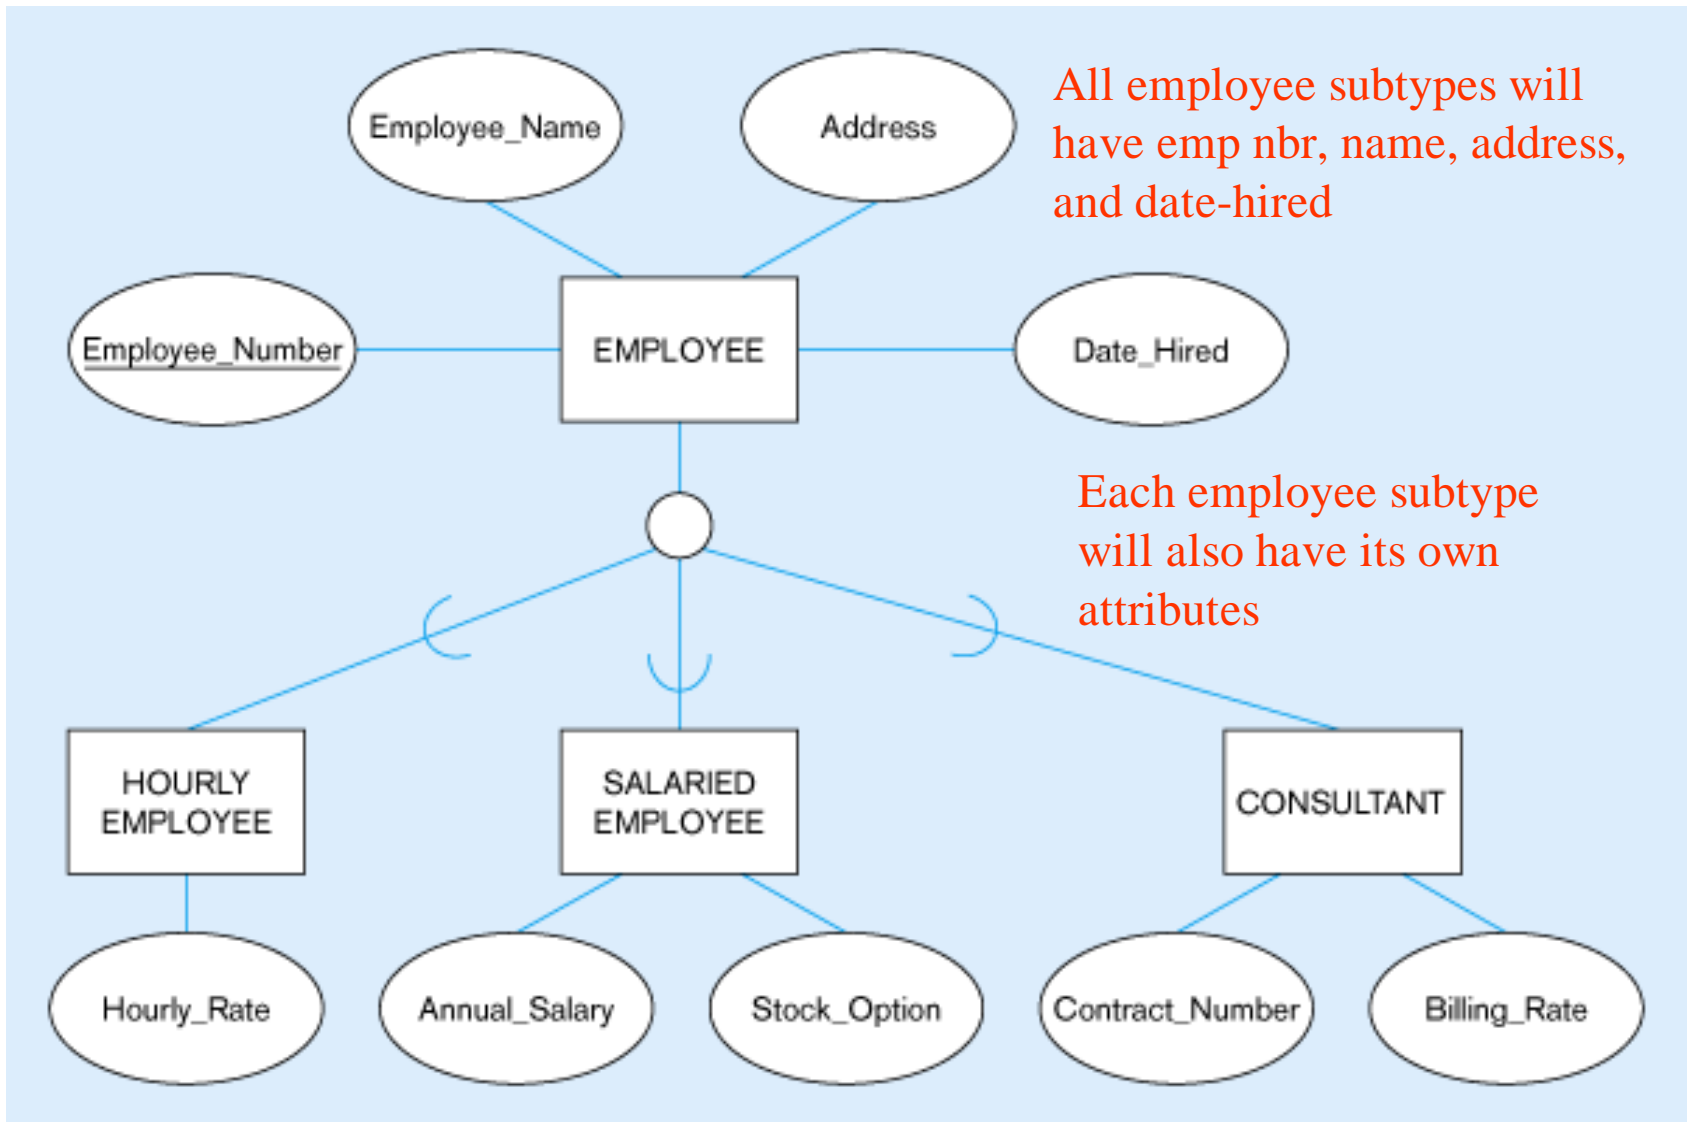 Employee_Name
Address
All employee subtypes will
have emp nbr, name, address,
and date-hired
Employee_Number
EMPLOYEE
Date_Hired
Each employee subtype
will also have its own
attributes
HOURLY
EMPLOYEE
SALARIED
EMPLOYEE
CONSULTANT
Hourly_Rate
Annual_Salary
Stock_Option
Contract_Number
Billing_Rate